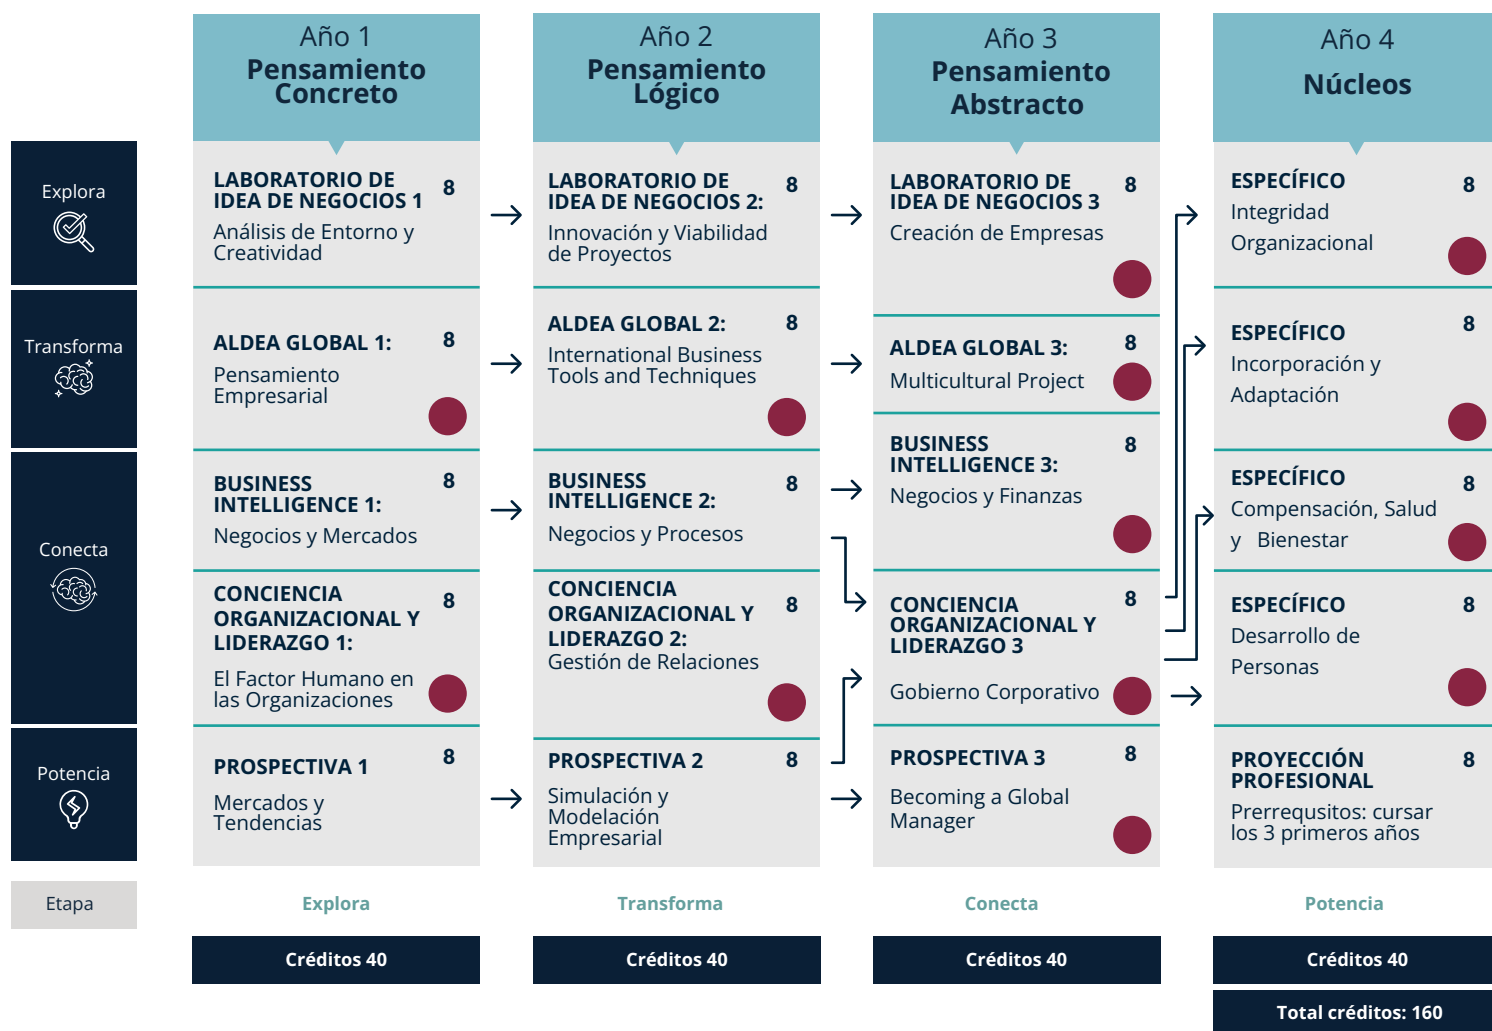 Año 1
Pensamiento
Concreto
Año 2
Pensamiento
Lógico
Año 3
Pensamiento
Abstracto
Año 4
Núcleos
Explora
Transforma
Conecta
Potencia
LABORATORIO DE
IDEA DE NEGOCIOS 1
8
Análisis de Entorno y
Creatividad
ALDEA GLOBAL 1:
8
Pensamiento
Empresarial
BUSINESS
INTELLIGENCE 1:
8
Negocios y Mercados
CONCIENCIA
ORGANIZACIONAL Y
LIDERAZGO 1:
8
El Factor Humano en
las Organizaciones
PROSPECTIVA 1
8
Mercados y
Tendencias
LABORATORIO DE
IDEA DE NEGOCIOS 2:
8
Innovación y Viabilidad
de Proyectos
ALDEA GLOBAL 2:
8
International Business
Tools and Techniques
BUSINESS
INTELLIGENCE 2:
8
Negocios y Procesos
CONCIENCIA
ORGANIZACIONAL Y
LIDERAZGO 2:
8
Gestión de Relaciones
PROSPECTIVA 2
8
Simulación y
Modelación
Empresarial
LABORATORIO DE
IDEA DE NEGOCIOS 3
8
Creación de Empresas
ALDEA GLOBAL 3:
8
Multicultural Project
BUSINESS
INTELLIGENCE 3:
8
Negocios y Finanzas
CONCIENCIA
ORGANIZACIONAL Y
LIDERAZGO 3
8
Gobierno Corporativo
PROSPECTIVA 3
8
Becoming a Global
Manager
ESPECÍFICO
8
Integridad
Organizacional
ESPECÍFICO
8
Incorporación y
Adaptación
ESPECÍFICO
8
Compensación, Salud
y Bienestar
ESPECÍFICO
8
Desarrollo de
Personas
PROYECCIÓN
PROFESIONAL
8
Prerrequsitos: cursar
los 3 primeros años
Etapa
Explora
Transforma
Conecta
Potencia
Créditos 40
Créditos 40
Créditos 40
Créditos 40
Total créditos: 160